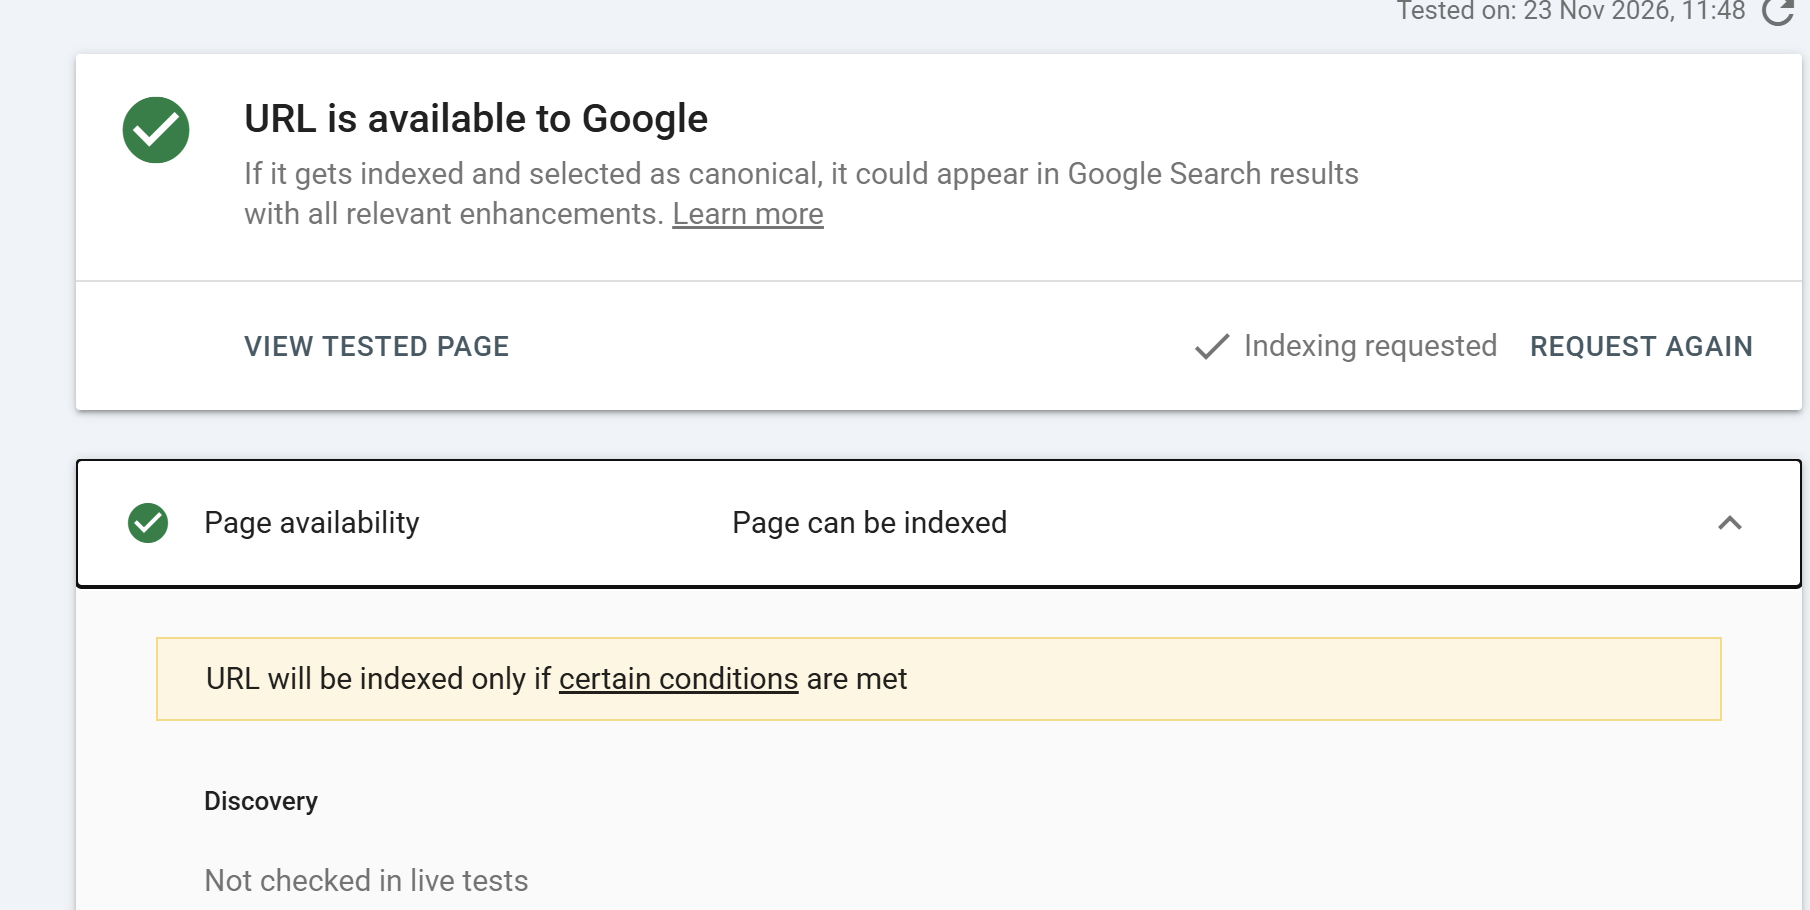 Tested on: 23 Nov 2026, 11:48
URL is available to Google
If it gets indexed and selected as canonical, it could appear in Google Search results
with all relevant enhancements. Learn more
VIEW TESTED PAGE
Indexing requested
REQUEST AGAIN
Page availability
Page can be indexed
URL will be indexed only if certain conditions are met
Discovery
Not checked in live tests